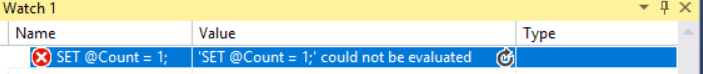 Watch 1
Name Value Type
SET @Count = 1; 'SET @Count = 1;' could not be evaluated